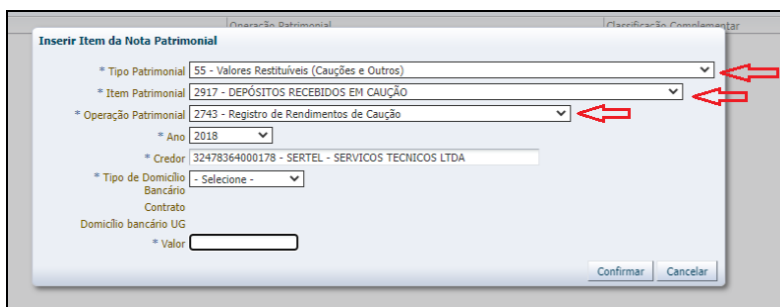 Operação Patrimonial Classificação Complementar
Inserir Item da Nota Patrimonial
* Tipo Patrimonial 55 - Valores Restituíveis (Cauções e Outros)
* Item Patrimonial 2917 - DEPÓSITOS RECEBIDOS EM CAUÇÃO
* Operação Patrimonial 2743 - Registro de Rendimentos de Caução
* Ano 2018
* Credor 32478364000178 - SERTEL - SERVICOS TECNICOS LTDA
* Tipo de Domicílio - Selecione -
Bancário
Contrato
Domicílio bancário UG
* Valor
Confirmar Cancelar